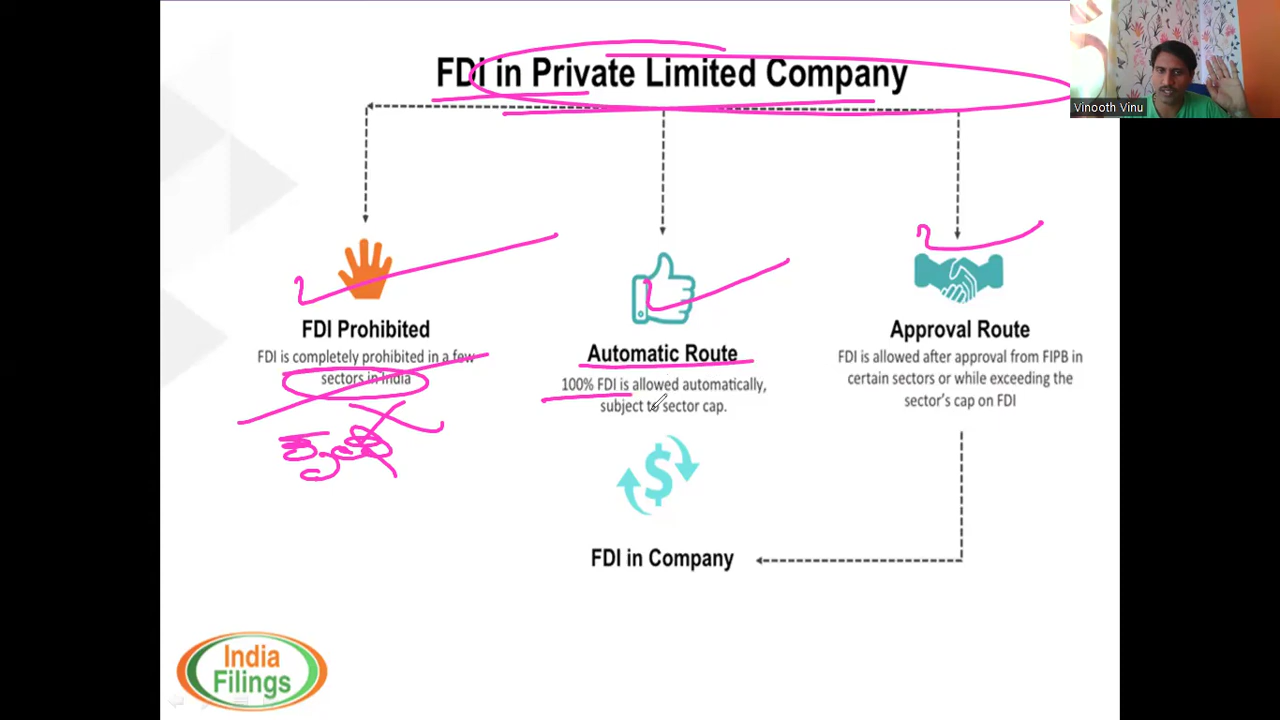 FDI in Private Limited Company
Vinooth Vinu
FDI Prohibited
FDI is completely prohibited in a few
sectors in India
Automatic Route
100% FDI is allowed automatically,
subject to sector cap.
Approval Route
FDI is allowed after approval from FIPB in
certain sectors or while exceeding the
sector's cap on FDI
$
FDI in Company
India
Filings